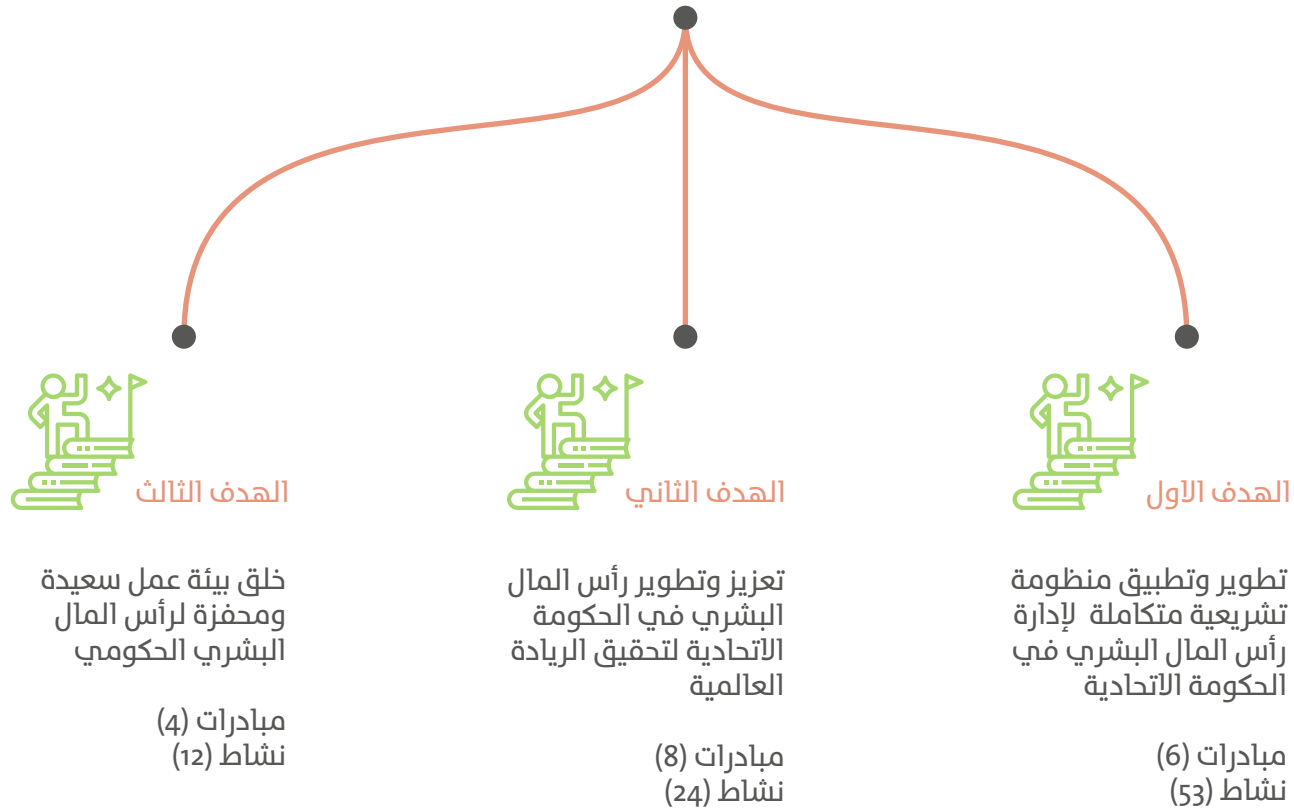 الهدف الاول
تطوير وتطبيق منظومة
تشريعية متكاملة لإدارة
رأس المال البشري في
الحكومة الاتحادية
مبادرات (6)
نشاط (53)
الهدف الثاني
تعزيز وتطوير رأس المال
البشري في الحكومة
الاتحادية لتحقيق الريادة
العالمية
مبادرات (8)
نشاط (24)
الهدف الثالث
خلق بيئة عمل سعيدة
ومحفزة لرأس المال
البشري الحكومي
مبادرات (4)
نشاط (12)